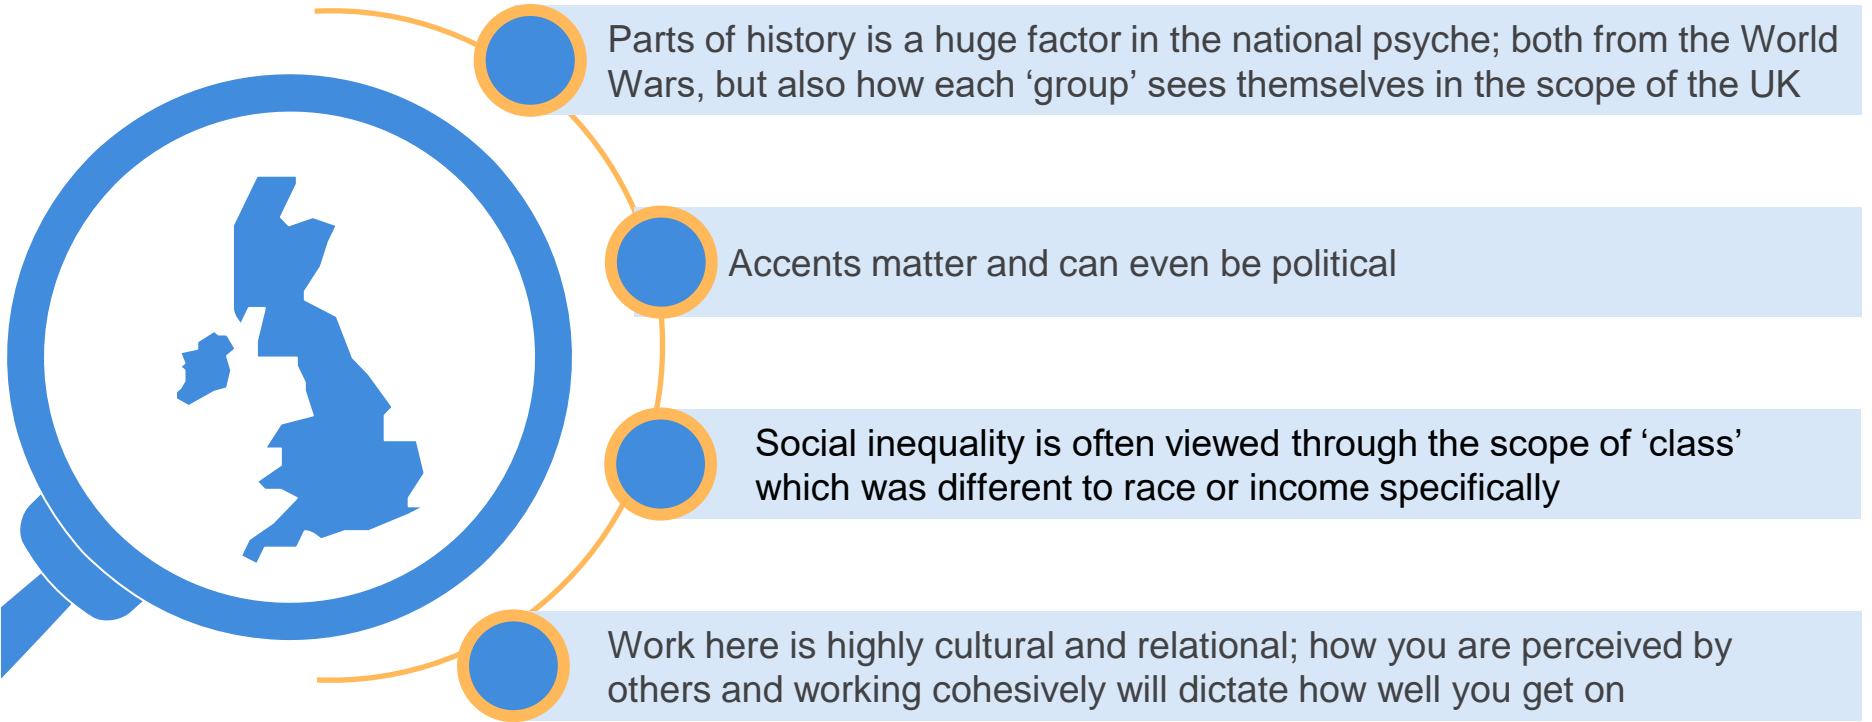 Parts of history is a huge factor in the national psyche; both from the World
Wars, but also how each ‘group’ sees themselves in the scope of the UK
Accents matter and can even be political
Social inequality is often viewed through the scope of ‘class’
which was different to race or income specifically
Work here is highly cultural and relational; how you are perceived by
others and working cohesively will dictate how well you get on